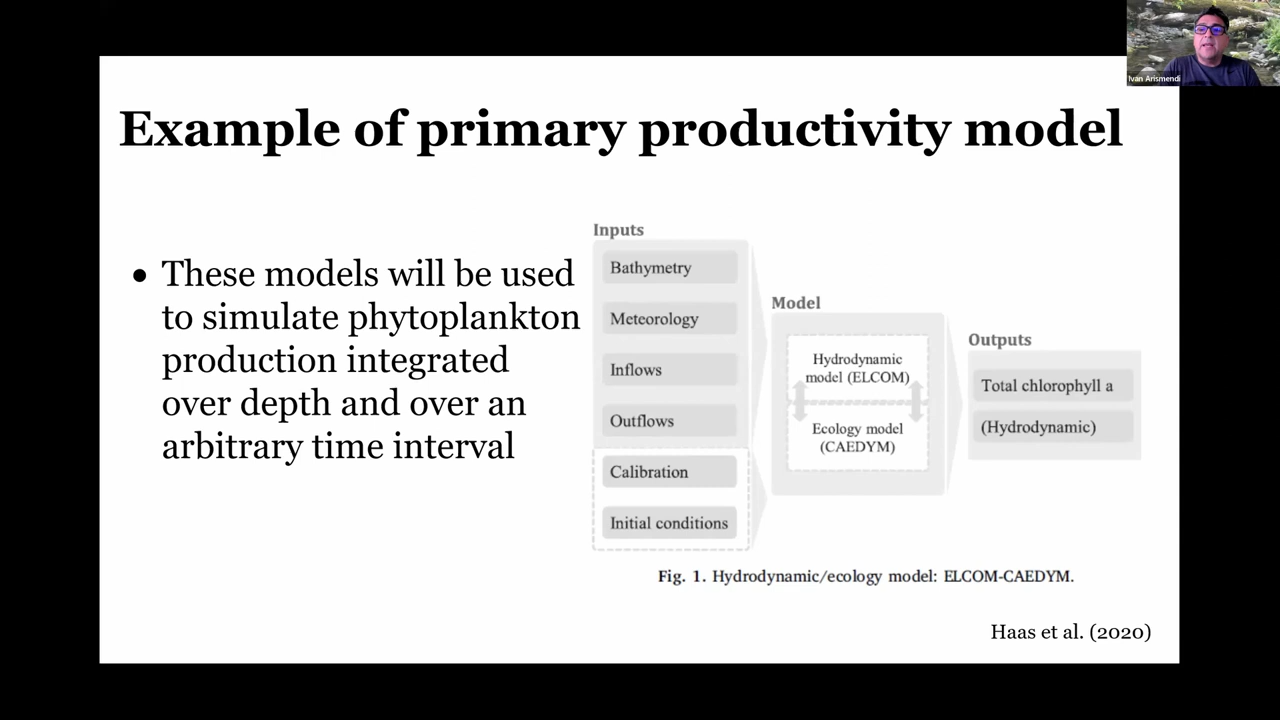 Ivan Arismendi
Example of primary productivity model
• These models will be used
to simulate phytoplankton
production integrated
over depth and over an
arbitrary time interval
Inputs
Bathymetry
Meteorology
Inflows
Outflows
Calibration
Initial conditions
Model
Hydrodynamic
model (ELCOM)
Ecology model
(CAEDYM)
Outputs
Total chlorophyll a
(Hydrodynamic)
Fig. 1. Hydrodynamic/ecology model: ELCOM-CAEDYM.
Haas et al. (2020)